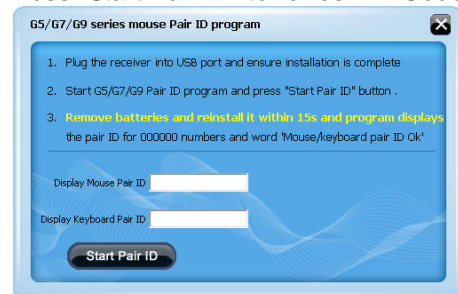 G5/G7/G9 series mouse Pair ID program
1. Plug the receiver into USB port and ensure installation is complete
2. Start G5/G7/G9 Pair ID program and press "Start Pair ID" button .
3. Remove batteries and reinstall it within 15s and program displays
the pair ID for 000000 numbers and word 'Mouse/keyboard pair ID Ok'
Display Mouse Pair ID
Display Keyboard Pair ID
Start Pair ID